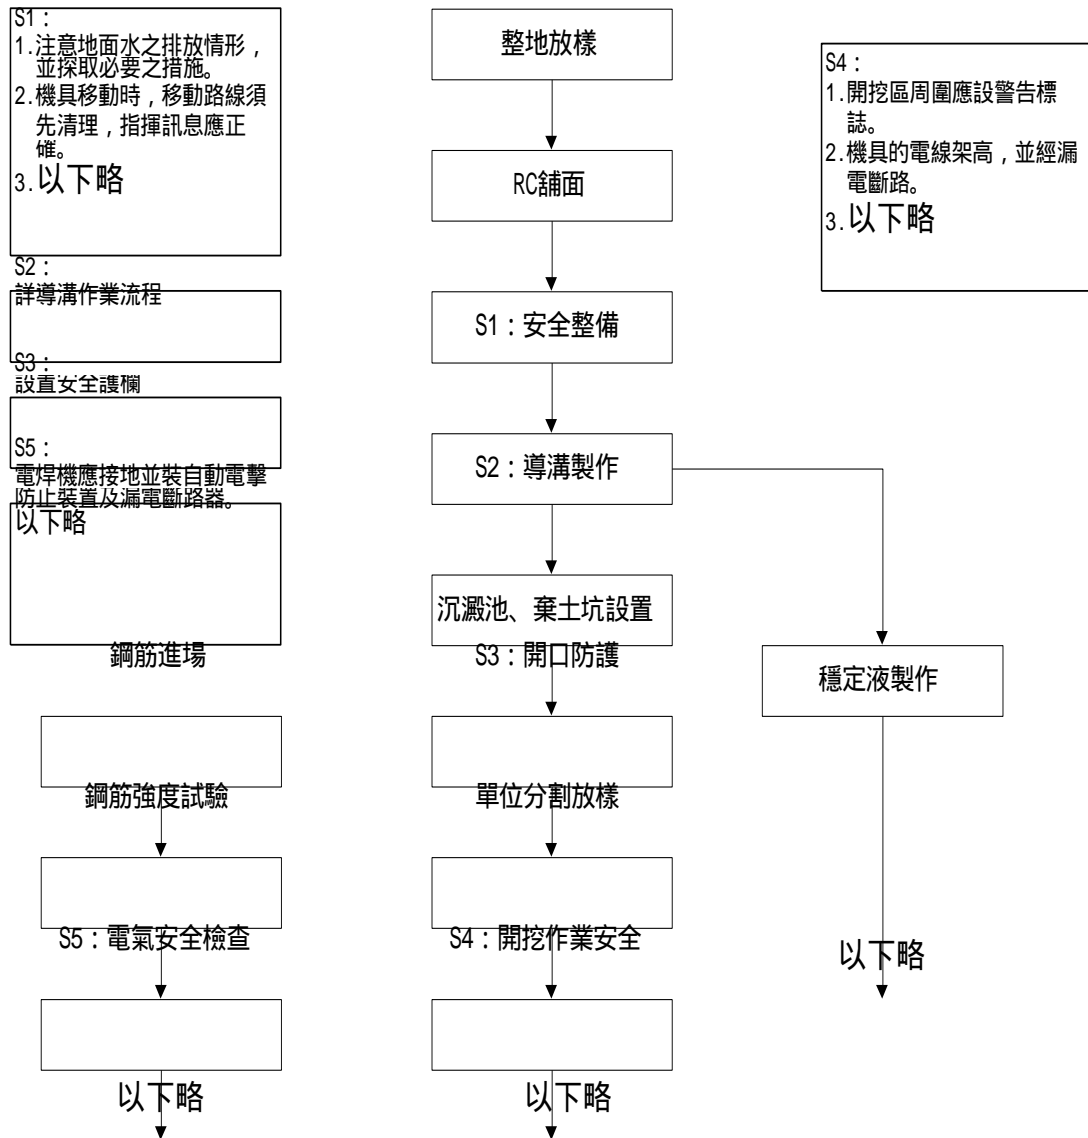 S1：
1.注意地面水之排放情形，
並採取必要之措施。
2.機具移動時，移動路線須
先清理，指揮訊息應正
確。
3.以下略
S2：
詳導溝作業流程
S3：
設置安全護欄
S5：
電焊機應接地並裝自動電擊
防止裝置及漏電斷路器。
以下略
鋼筋進場
鋼筋強度試驗
S5：電氣安全檢查
以下略
整地放樣
RC舖面
S1：安全整備
S2：導溝製作
沉澱池、棄土坑設置
S3：開口防護
單位分割放樣
S4：開挖作業安全
以下略
S4：
1.開挖區周圍應設警告標
誌。
2.機具的電線架高，並經漏
電斷路。
3.以下略
穩定液製作
以下略